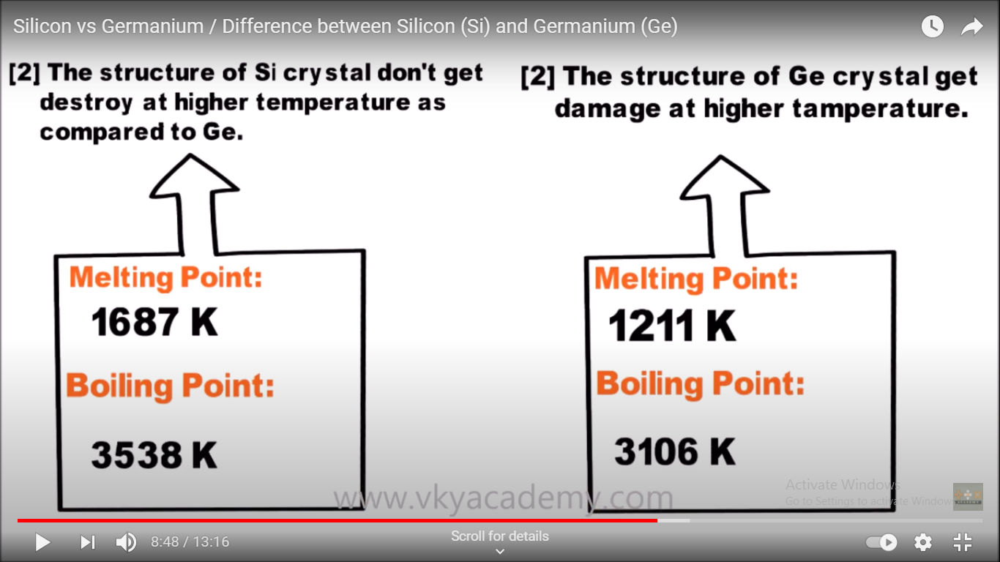 Silicon vs Germanium / Difference between Silicon (Si) and Germanium (Ge)
[2] The structure of Si crystal don't get
destroy at higher temperature as
compared to Ge.
Melting Point:
1687 K
Boiling Point:
3538 K
[2] The structure of Ge crystal get
damage at higher tamperature.
Melting Point:
1211 K
Boiling Point:
3106 K
www.vkyacademy.com
Activate Windows
Go to Settings to activate Windows
8:48 / 13:16
Scroll for details